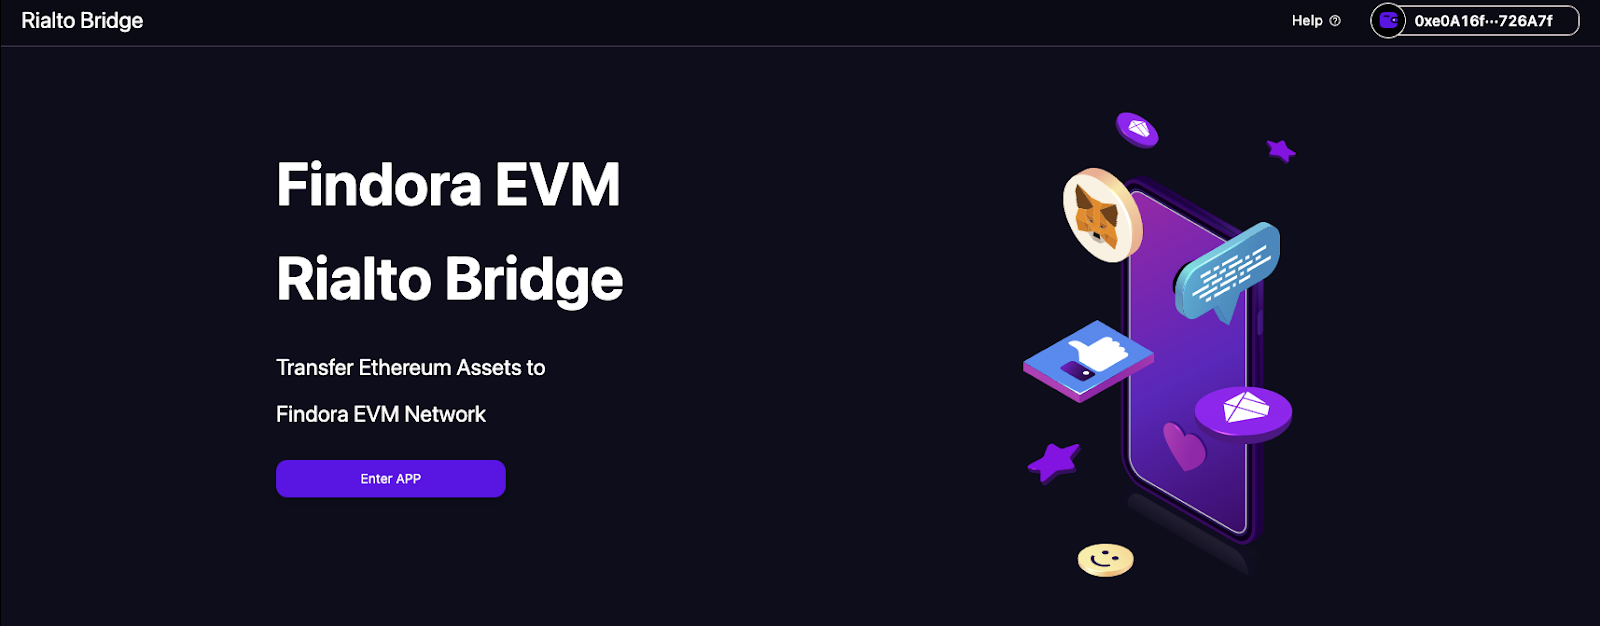 Rialto Bridge
Help
0xe0A16f···726A7f
Findora EVM
Rialto Bridge
Transfer Ethereum Assets to
Findora EVM Network
Enter APP